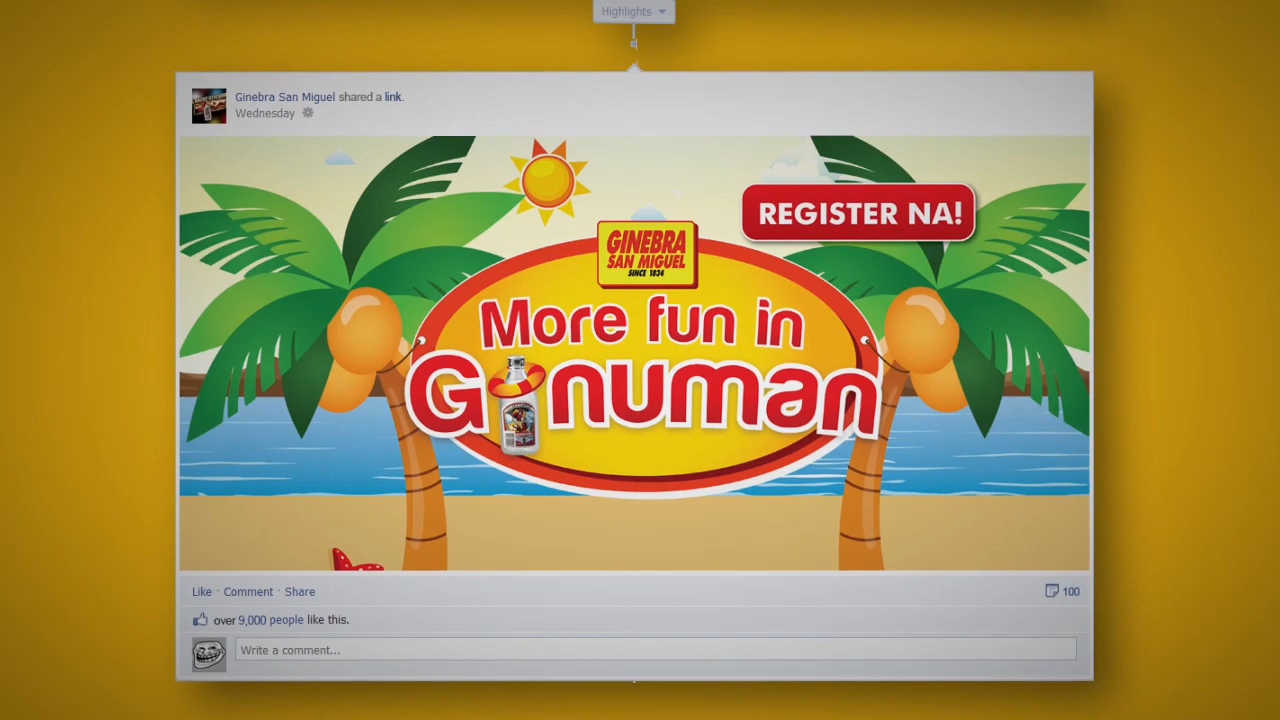 Highlights
Ginebra San Miguel shared a link.
Wednesday
REGISTER NA!
GINEBRA
SAN MIGUEL
SINCE 1834
More fun in
G numan
Like · Comment · Share
100
over 9,000 people like this.
Write a comment...